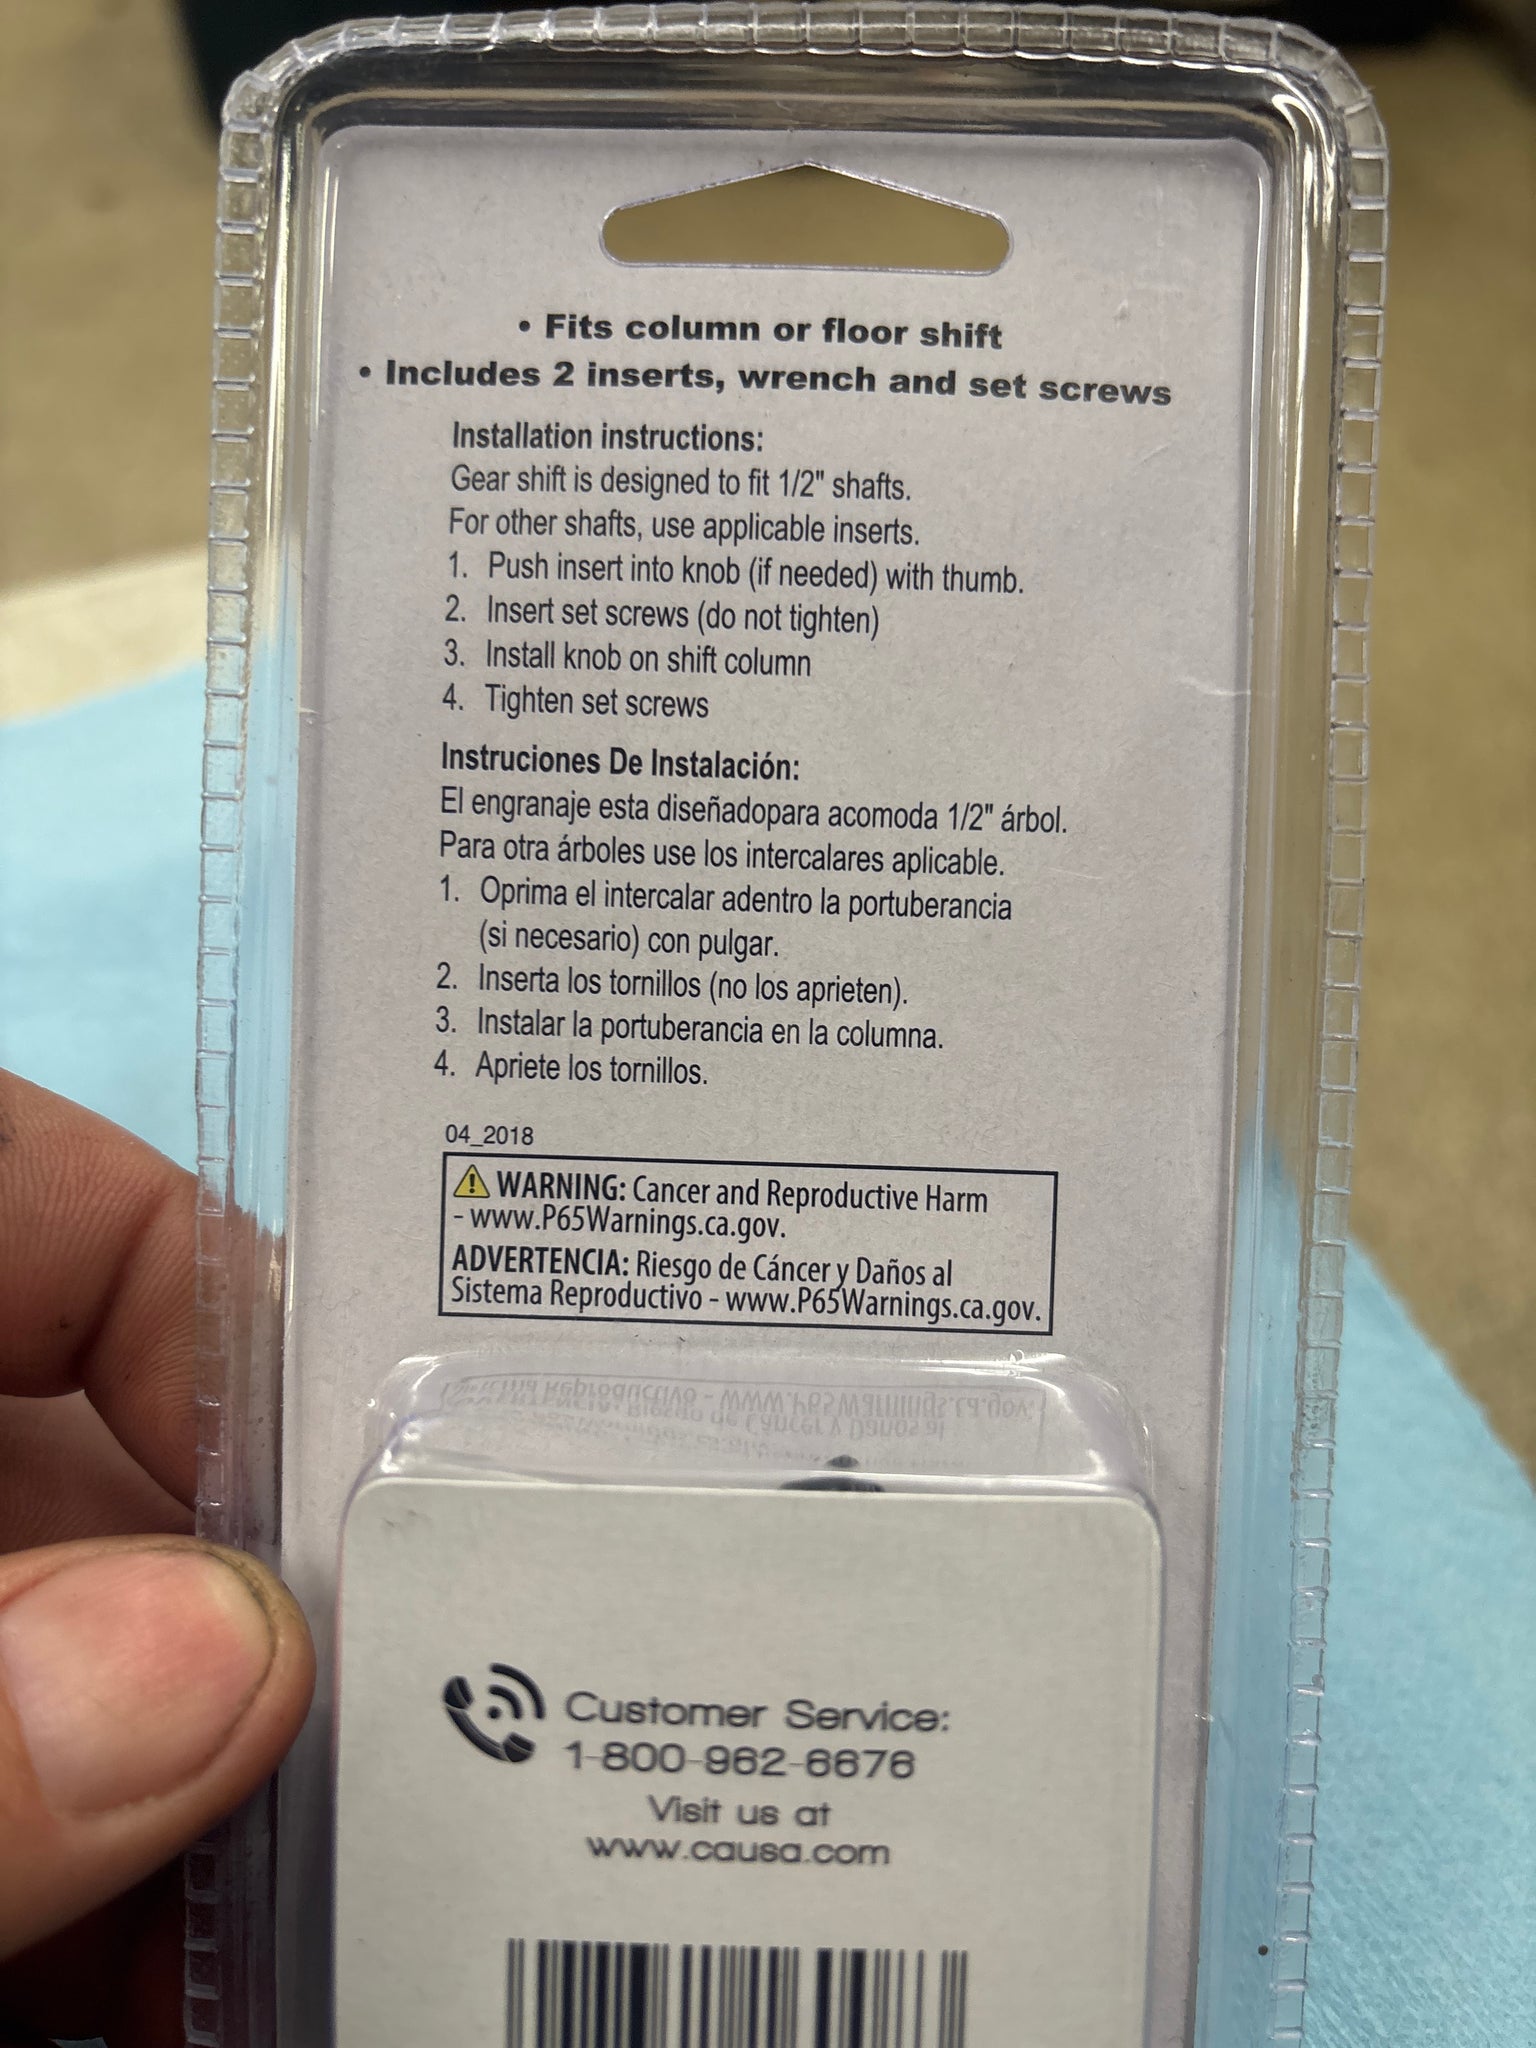 • Fits column or floor shift
• Includes 2 inserts, wrench and set screws
Installation instructions:
Gear shift is designed to fit 1/2" shafts.
For other shafts, use applicable inserts.
1. Push insert into knob (if needed) with thumb.
2. Insert set screws (do not tighten)
3. Install knob on shift column
4. Tighten set screws
Instruciones De Instalación:
El engranaje esta diseñadopara acomoda 1/2" árbol.
Para otra árboles use los intercalares aplicable.
1. Oprima el intercalar adentro la portuberancia
(si necesario) con pulgar.
2. Inserta los tornillos (no los aprieten).
3. Instalar la portuberancia en la columna.
4. Apriete los tornillos.
04_2018
WARNING: Cancer and Reproductive Harm
- www.P65Warnings.ca.gov.
ADVERTENCIA: Riesgo de Cáncer y Daños al
Sistema Reproductivo - www.P65Warnings.ca.gov.
Customer Service:
1-800-962-6676
Visit us at
www.causa.com